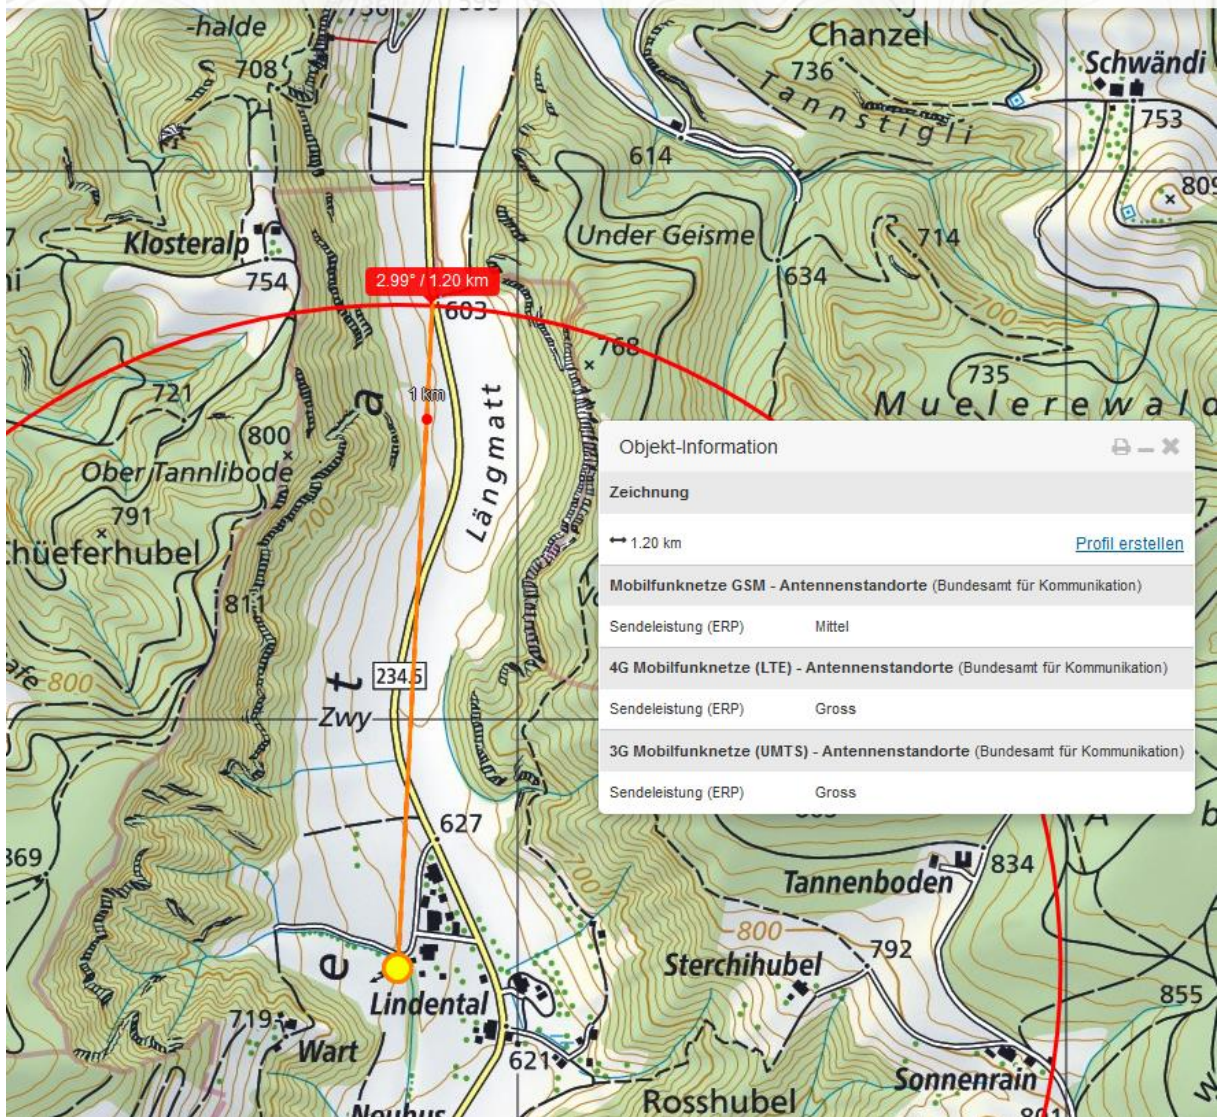 -halde
Chanzel
Schwändi
708
736
Tannstigli
753
l
614
809
Klosteralp
Under Geisme
714
754
634
2.99° / 1.20 km
603
700
768
1 km
735
721
a
Muelerewald
800
Längmatt
Objekt-Information
Ober Tannlibode
Zeichnung
700
791
1.20 km
Profil erstellen
Mobilfunknetze GSM - Antennenstandorte (Bundesamt für Kommunikation)
Sendeleistung (ERP) Mittel
4G Mobilfunknetze (LTE) - Antennenstandorte (Bundesamt für Kommunikation)
800
234.5
t
Zwy
Sendeleistung (ERP) Gross
3G Mobilfunknetze (UMTS) - Antennenstandorte (Bundesamt für Kommunikation)
Sendeleistung (ERP) Gross
627
869
700
834
Tannenboden
800
792
Sterchihubel
e
Lindental
855
719
Wart
621
Sonnenrain
Rosshubel